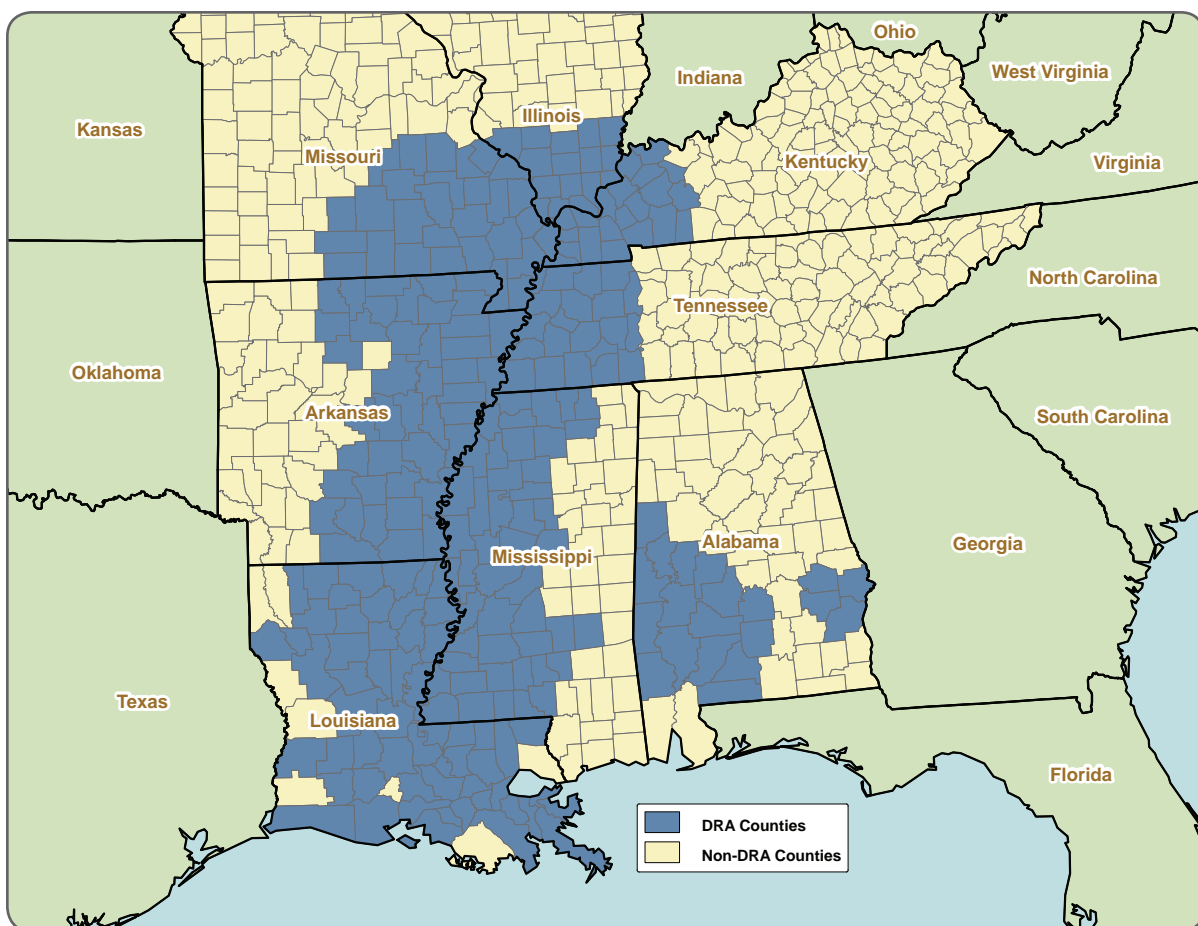 Ohio
Indiana
West Virginia
Illinois
Kansas
Missouri
Kentucky
Virginia
North Carolina
Tennessee
Oklahoma
Arkansas
South Carolina
Alabama
Georgia
Mississippi
Texas
Louisiana
Florida
DRA Counties
Non-DRA Counties